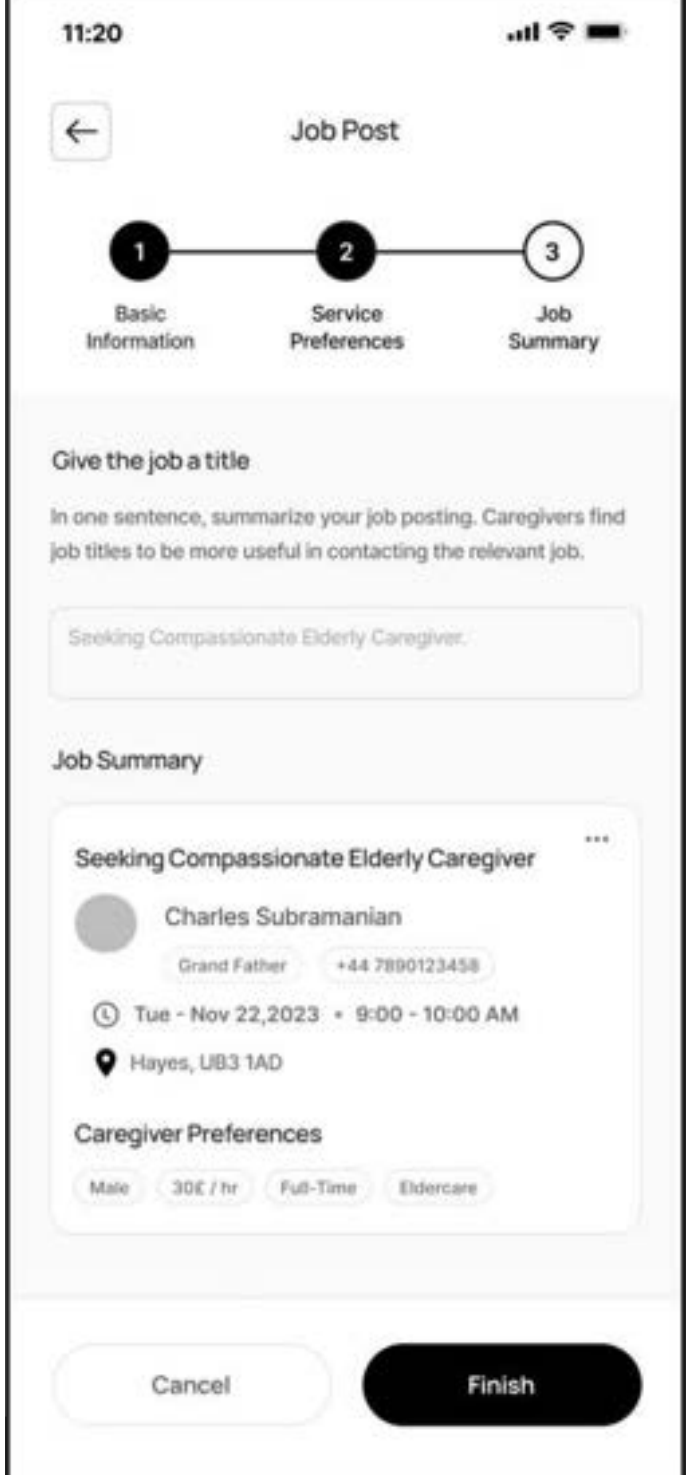 11:20
Job Post
1
2
3
Basic
Information
Service
Preferences
Job
Summary
Give the job a title
In one sentence, summarize your job posting. Caregivers find
job titles to be more useful in contacting the relevant job.
Seeking Compassionate Elderly Caregiver.
Job Summary
Seeking Compassionate Elderly Caregiver
Charles Subramanian
Grand Father
+44 7890123458
Tue - Nov 22,2023 • 9:00 - 10:00 AM
Hayes, UB3 1AD
Caregiver Preferences
Male
30£ / hr
Full-Time
Eldercare
Cancel
Finish